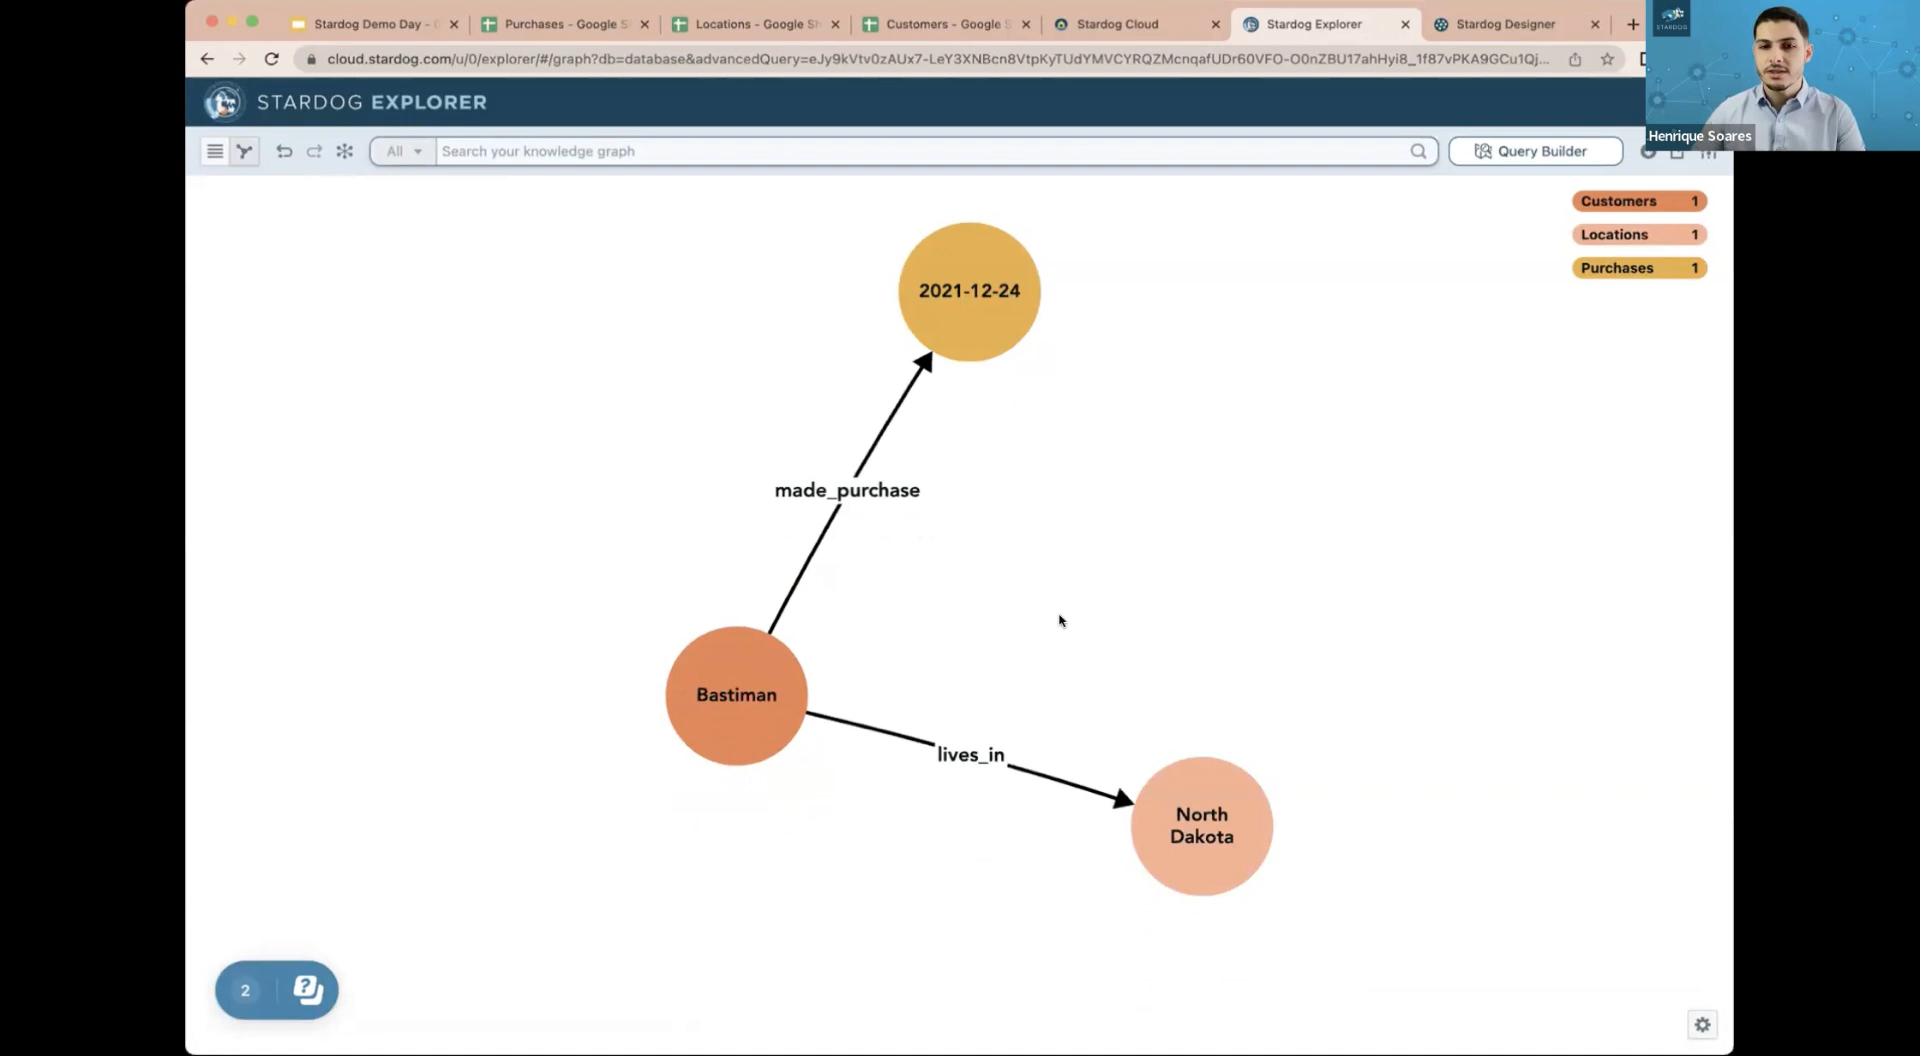 Stardog Demo Day -
Purchases - Google S
Locations - Google Sh
Customers - Google S
Stardog Cloud
Stardog Explorer
Stardog Designer
STARDOG
cloud.stardog.com/u/0/explorer/#/graph?db=database&advancedQuery=eJy9kVtv0zAUx7-LeY3XNBcn8VtpKyTUdYMVCYRQZMcnqafUDr60VFO-O0nZBU17ahHyi8_1f87vPKA9GCu1Qj...
STARDOG EXPLORER
Henrique Soares
All
Search your knowledge graph
Query Builder
Customers 1
Locations 1
Purchases 1
2021-12-24
made_purchase
Bastiman
lives_in
North
Dakota
2
?